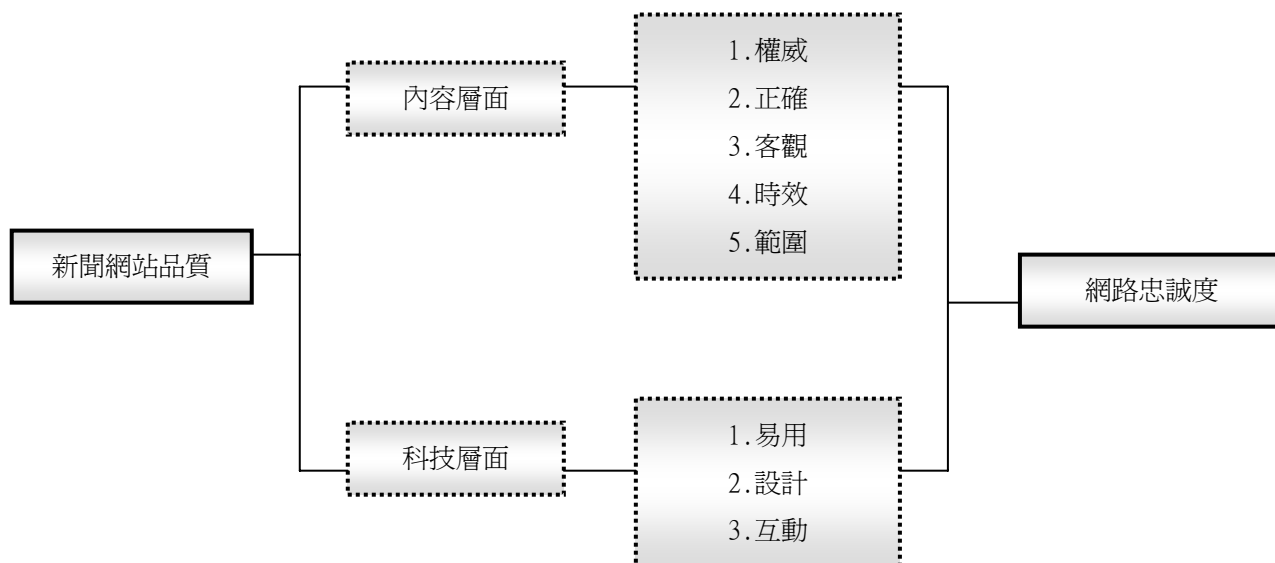 新聞網站品質
內容層面
1.權威
2.正確
3.客觀
4.時效
5.範圍
科技層面
1.易用
2.設計
3.互動
網路忠誠度